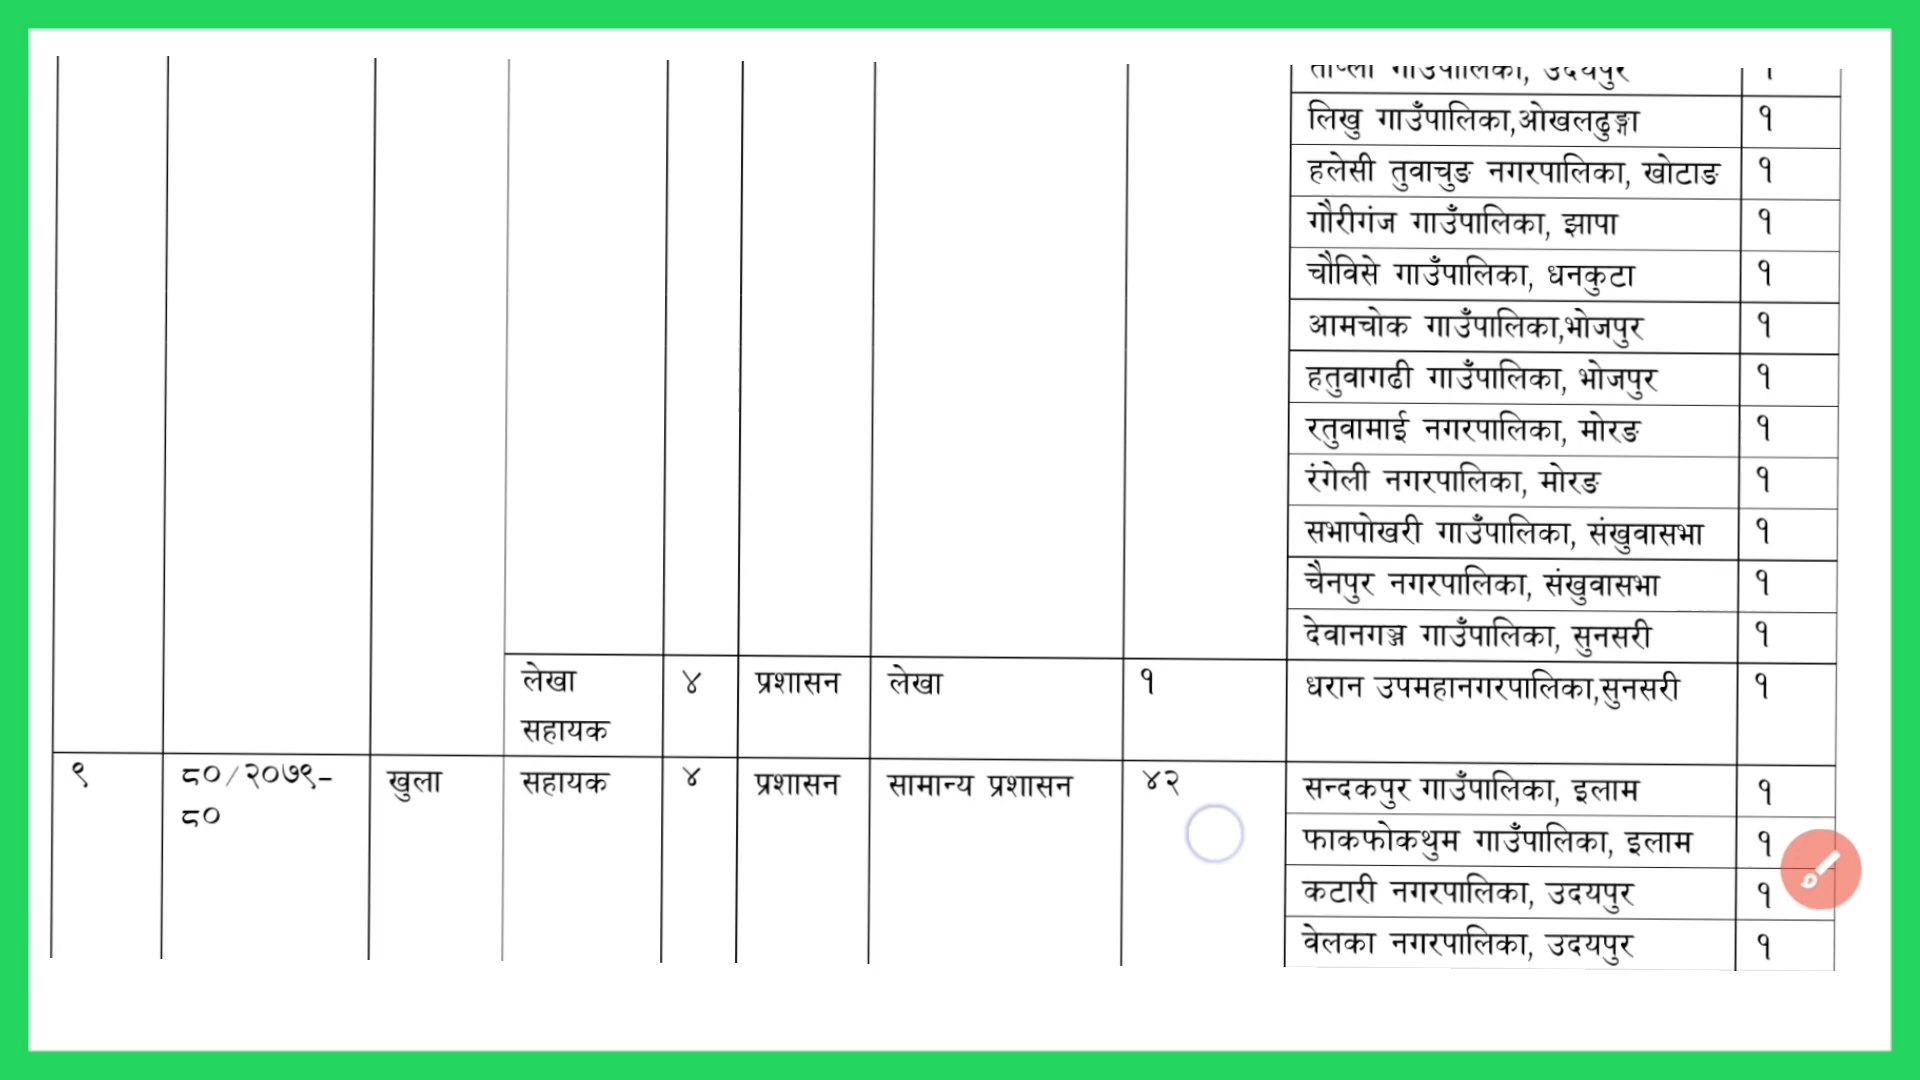 गाउँपालिका, उदयपुर १
लिखु गाउँपालिका,ओखलढुङ्गा १
हलेसी तुवाचुङ नगरपालिका, खोटाङ १
गौरीगंज गाउँपालिका, झापा १
चौविसे गाउँपालिका, धनकुटा १
आमचोक गाउँपालिका,भोजपुर १
हतुवागढी गाउँपालिका, भोजपुर १
रतुवामाई नगरपालिका, मोरङ १
रंगेली नगरपालिका, मोरङ १
सभापोखरी गाउँपालिका, संखुवासभा १
चैनपुर नगरपालिका, संखुवासभा १
देवानगञ्ज गाउँपालिका, सुनसरी १
लेखा ४ प्रशासन लेखा १ धरान उपमहानगरपालिका,सुनसरी १
सहायक
९ ८०/२०७९- खुला सहायक ४ प्रशासन सामान्य प्रशासन ४२ सन्दकपुर गाउँपालिका, इलाम १
८०
फाकफोकथुम गाउँपालिका, इलाम १
कटारी नगरपालिका, उदयपुर १
वेलका नगरपालिका, उदयपुर १